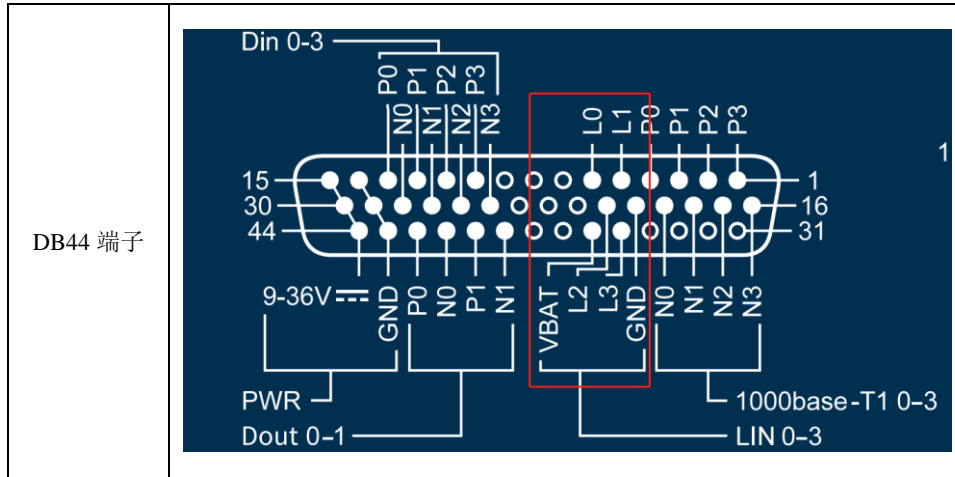 DB44 端子
Din 0-3
P0 P1 P2 P3
N0 N1 N2 N3
L0 L1 P0 P1 P2 P3
1
15 1
30 16
44 31
9-36V GND P0 N0 P1 N1 VBAT L2 L3 GND N0 N1 N2 N3
PWR 1000base-T1 0-3
Dout 0-1 LIN 0-3